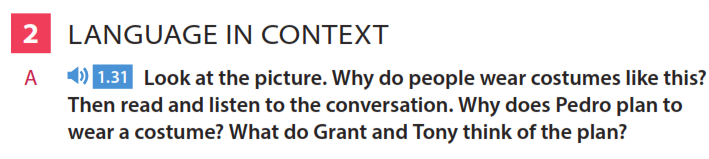 2 LANGUAGE IN CONTEXT
A 1.31 Look at the picture. Why do people wear costumes like this?
Then read and listen to the conversation. Why does Pedro plan to
wear a costume? What do Grant and Tony think of the plan?